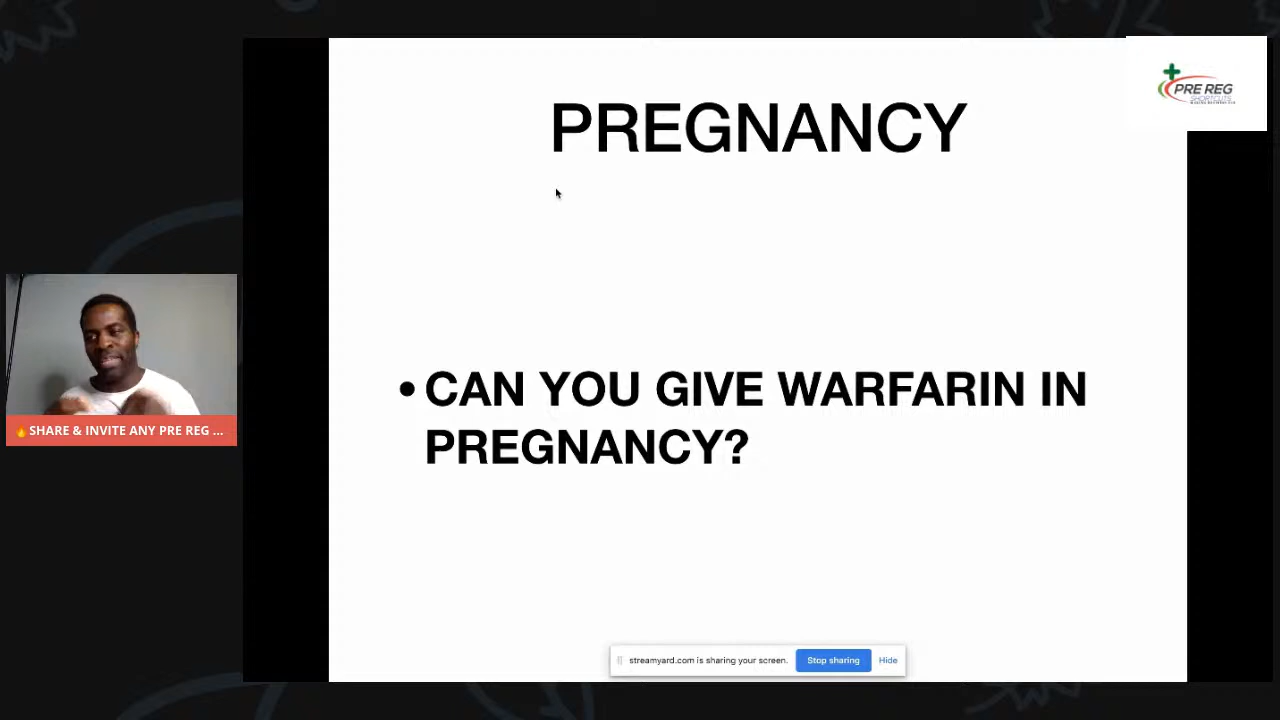 PREGNANCY
PRE REG
SHORTCUTS
• CAN YOU GIVE WARFARIN IN
PREGNANCY?
🔥SHARE & INVITE ANY PRE REG ...
streamyard.com is sharing your screen.
Stop sharing
Hide